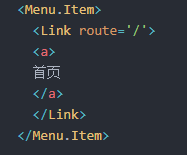 <Menu.Item>
<Link route='/'>
<a>
首页
</a>
</Link>
</Menu.Item>